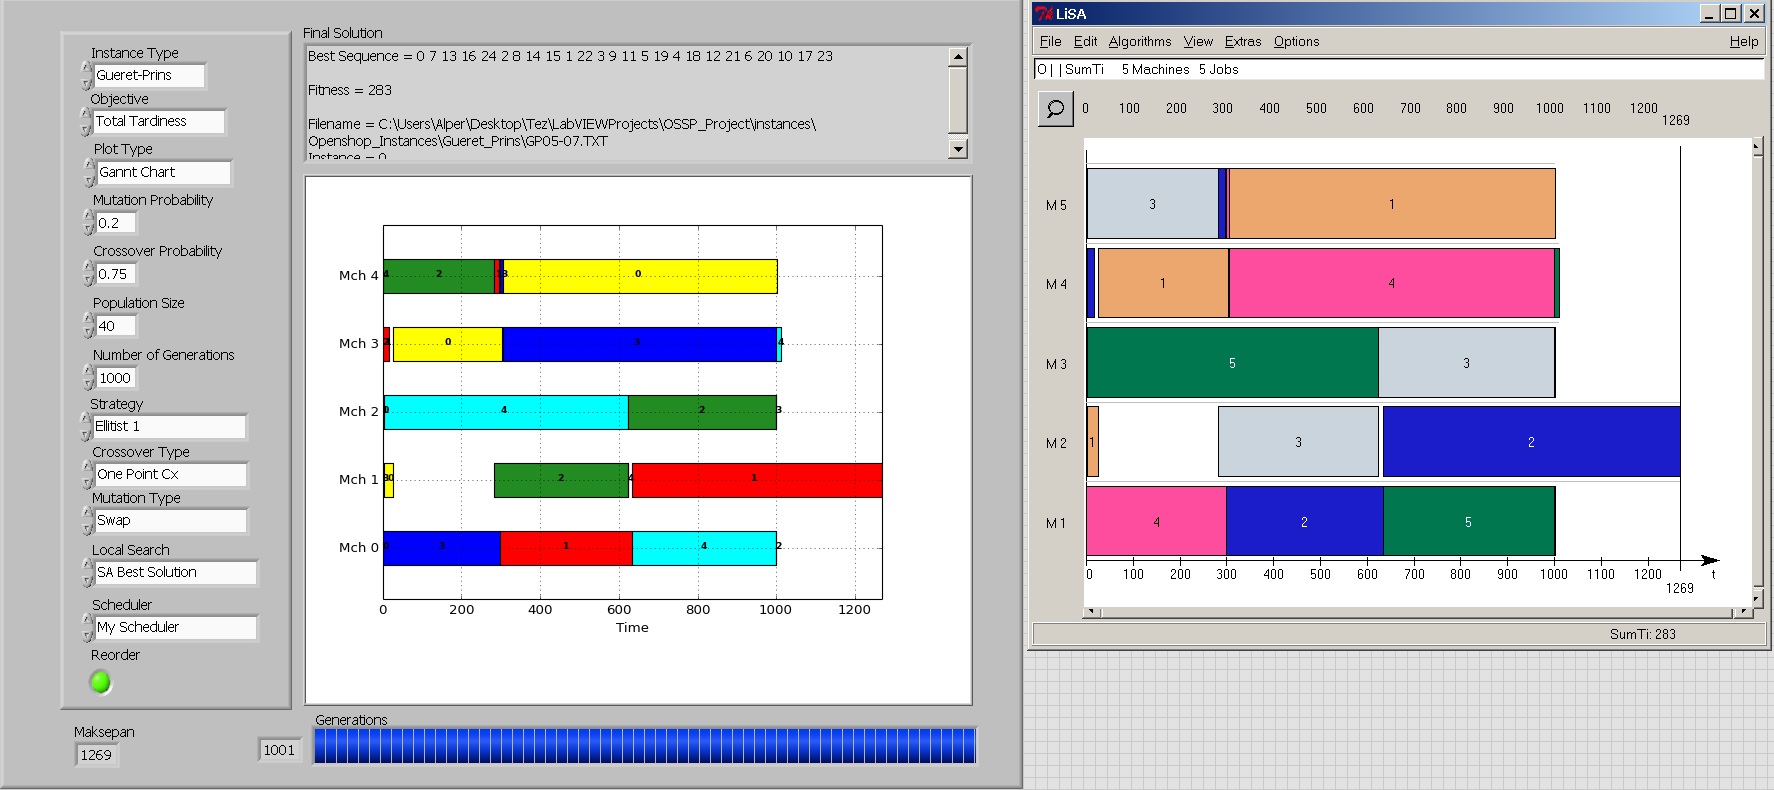 Instance Type
Gueret-Prins
Objective
Total Tardiness
Plot Type
Gannt Chart
Mutation Probability
0.2
Crossover Probability
0.75
Population Size
40
Number of Generations
1000
Strategy
Ellitist 1
Crossover Type
One Point Cx
Mutation Type
Swap
Local Search
SA Best Solution
Scheduler
My Scheduler
Reorder
Maksepan
1269
1001
Final Solution
Best Sequence = 0 7 13 16 24 2 8 14 15 1 22 3 9 11 5 19 4 18 12 21 6 20 10 17 23
Fitness = 283
Filename = C:\Users\Alper\Desktop\Tez\LabVIEWProjects\OSSP_Project\instances\
Openshop_Instances\Gueret_Prins\GP05-07.TXT
Instance = 0
Mch 4 4 2 3 0
Mch 3 0 3 4
Mch 2 0 4 2 3
Mch 1 0 2 4 1
Mch 0 0 3 1 4 2
0 200 400 600 800 1000 1200
Time
Generations
LiSA
File Edit Algorithms View Extras Options Help
O | | SumTi 5 Machines 5 Jobs
0 100 200 300 400 500 600 700 800 900 1000 1100 1200
1269
M 5 3 1
M 4 1 4
M 3 5 3
M 2 1 3 2
M 1 4 2 5
0 100 200 300 400 500 600 700 800 900 1000 1100 1200 t
1269
SumTi: 283